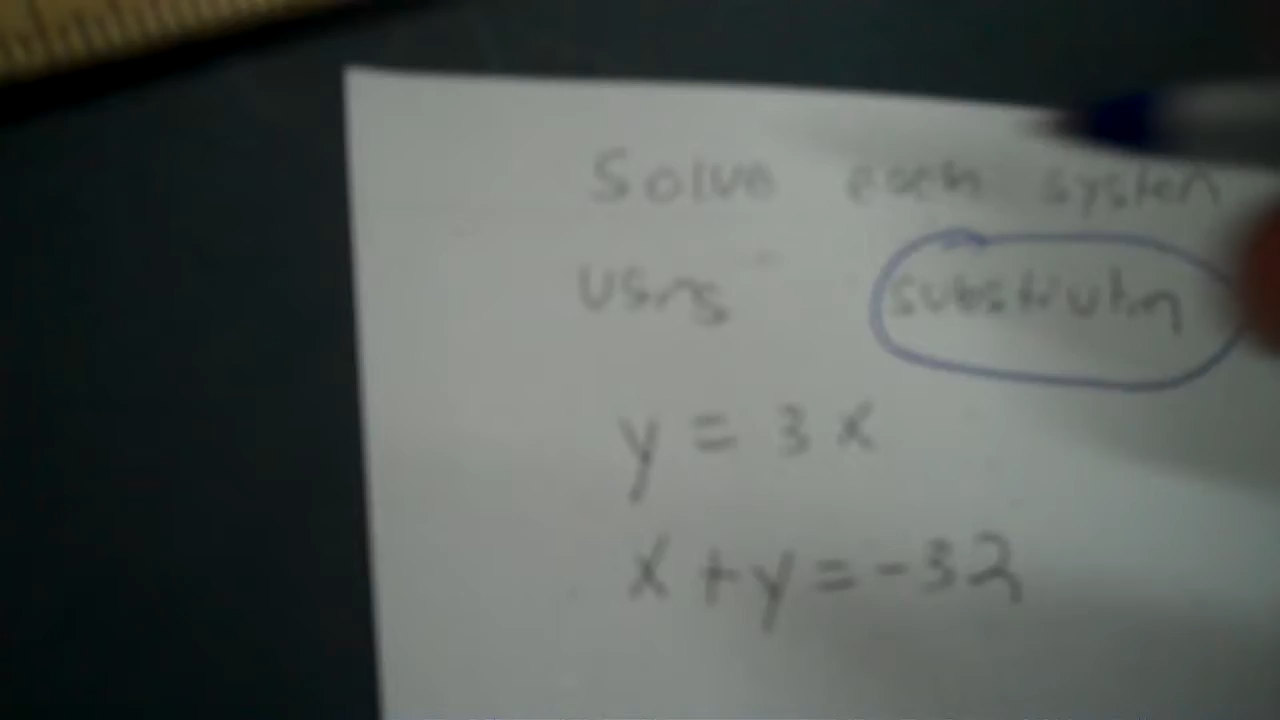 Solve each system
using substitution
y = 3x
x + y = -32